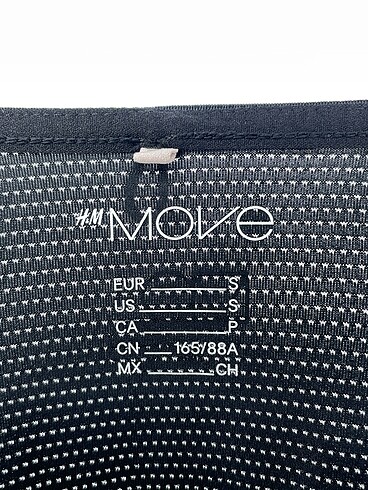 H&M MOVE
EUR S
US S
CA P
CN 165/88A
MX CH